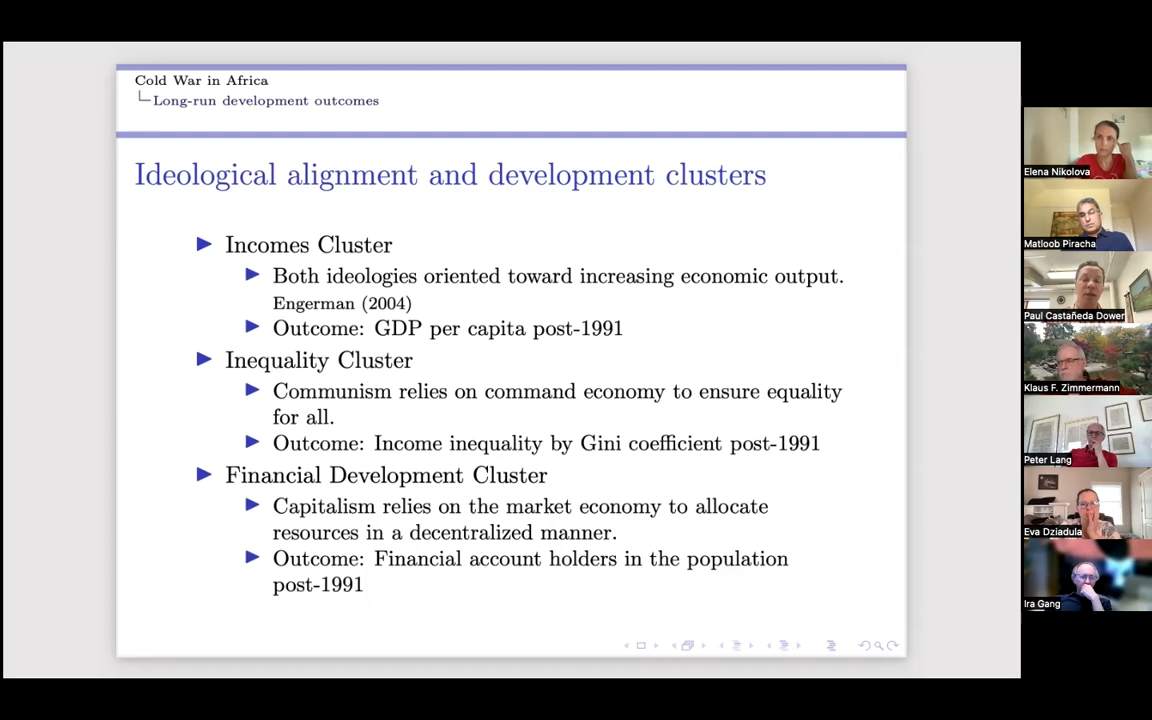 Cold War in Africa
Long-run development outcomes
Ideological alignment and development clusters
Incomes Cluster
Both ideologies oriented toward increasing economic output.
Engerman (2004)
Outcome: GDP per capita post-1991
Inequality Cluster
Communism relies on command economy to ensure equality
for all.
Outcome: Income inequality by Gini coefficient post-1991
Financial Development Cluster
Capitalism relies on the market economy to allocate
resources in a decentralized manner.
Outcome: Financial account holders in the population
post-1991
Elena Nikolova
Matloob Piracha
Paul Castañeda Dower
Klaus F. Zimmermann
Peter Lang
Eva Dziadula
Ira Gang